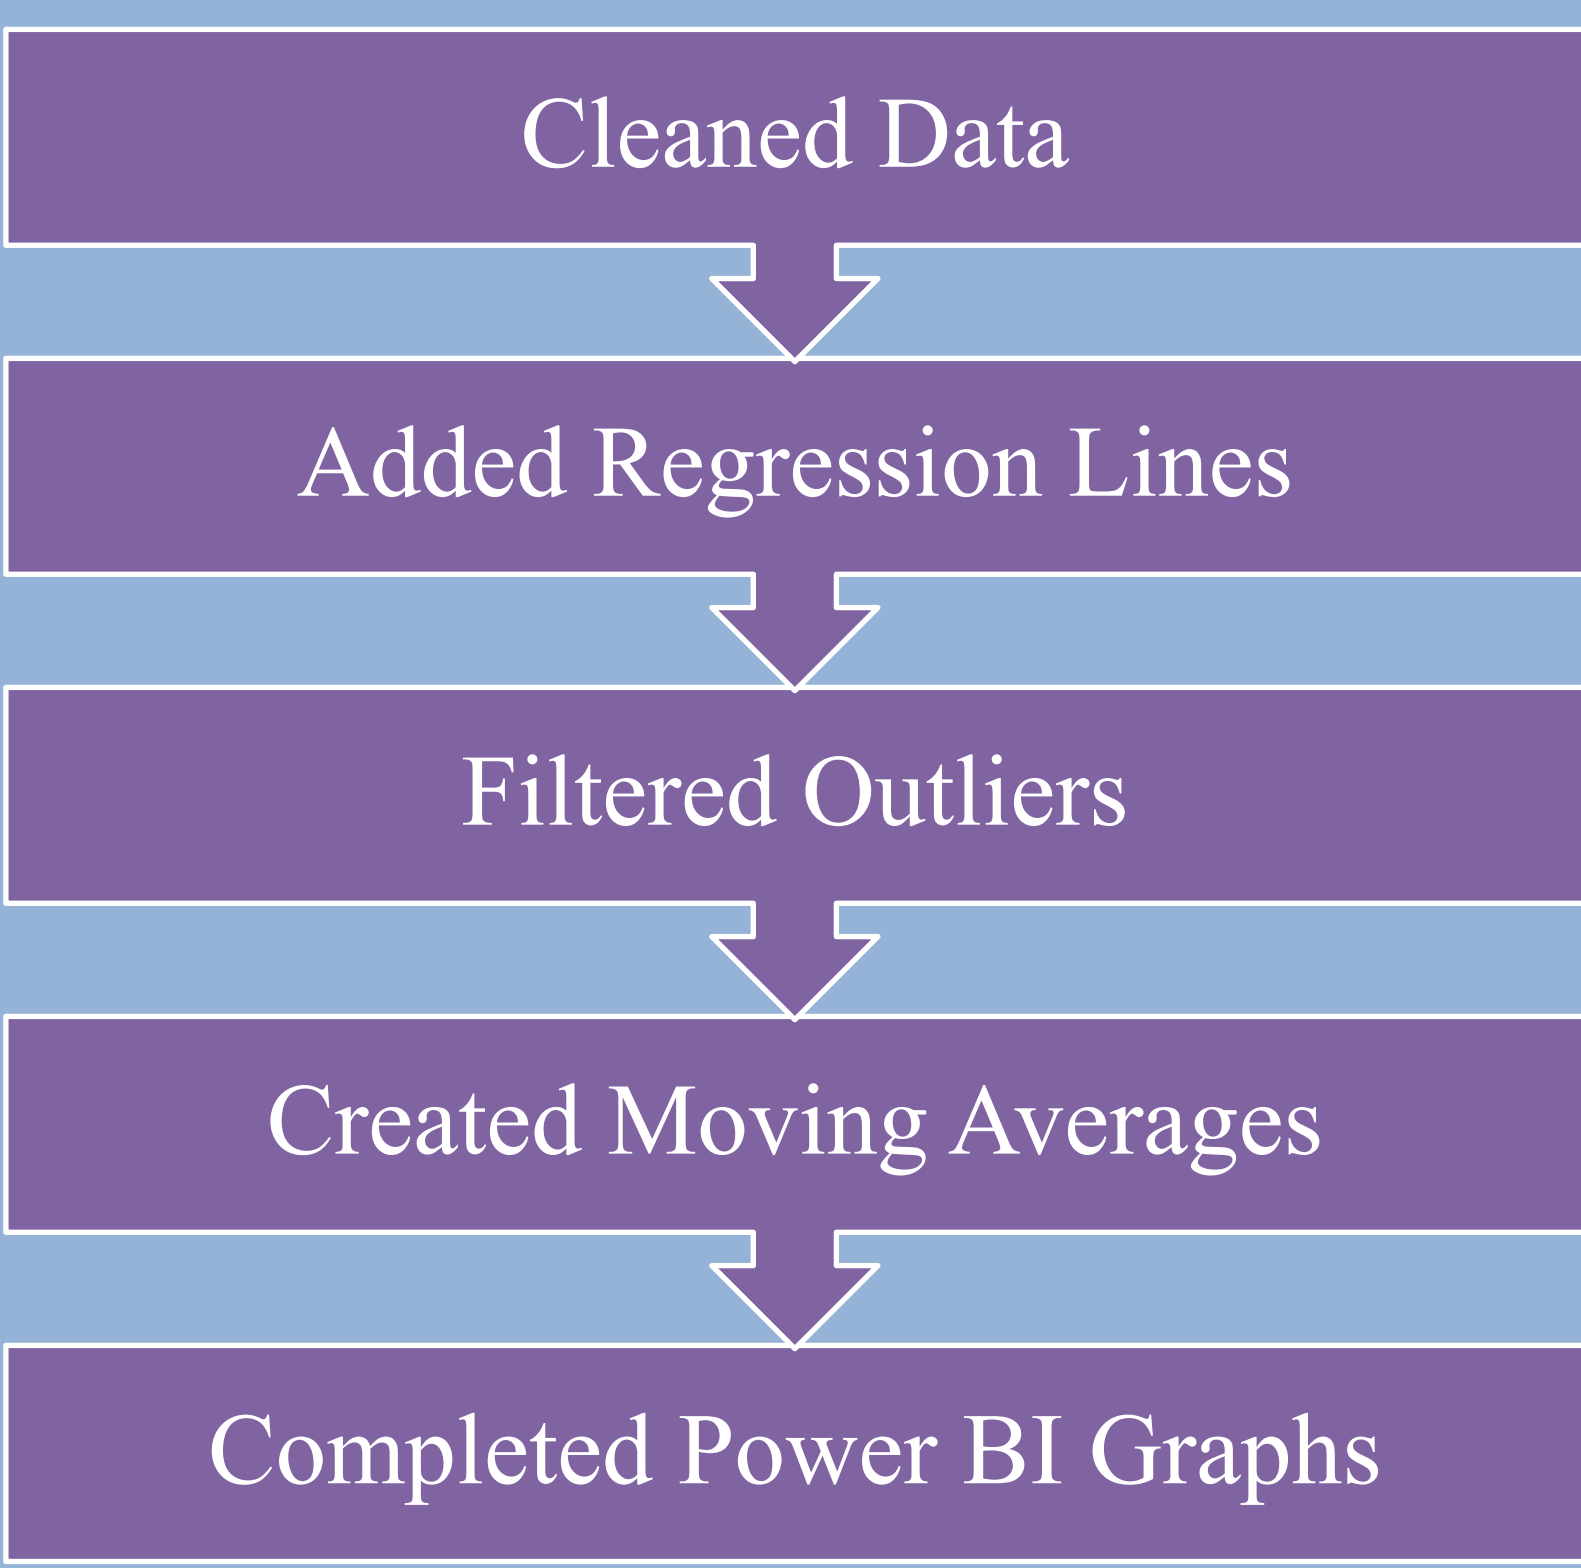 Cleaned Data
Added Regression Lines
Filtered Outliers
Created Moving Averages
Completed Power BI Graphs